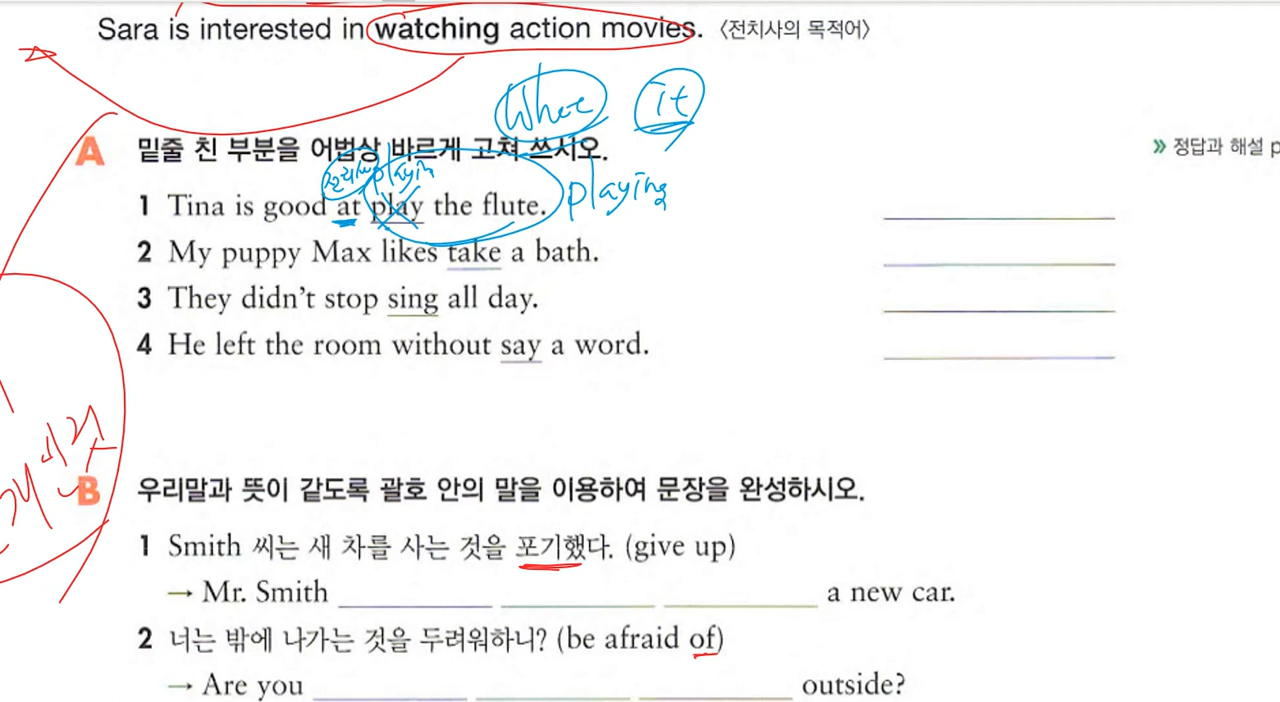 Sara is interested in watching action movies. 〈전치사의 목적어〉
it
A 밑줄 친 부분을 어법상 바르게 고쳐 쓰시오.
» 정답과 해설 p
playin
1 Tina is good at play the flute. playing
2 My puppy Max likes take a bath.
3 They didn't stop sing all day.
4 He left the room without say a word.
B 우리말과 뜻이 같도록 괄호 안의 말을 이용하여 문장을 완성하시오.
1 Smith 씨는 새 차를 사는 것을 포기했다. (give up)
→ Mr. Smith a new car.
2 너는 밖에 나가는 것을 두려워하니? (be afraid of)
→ Are you outside?